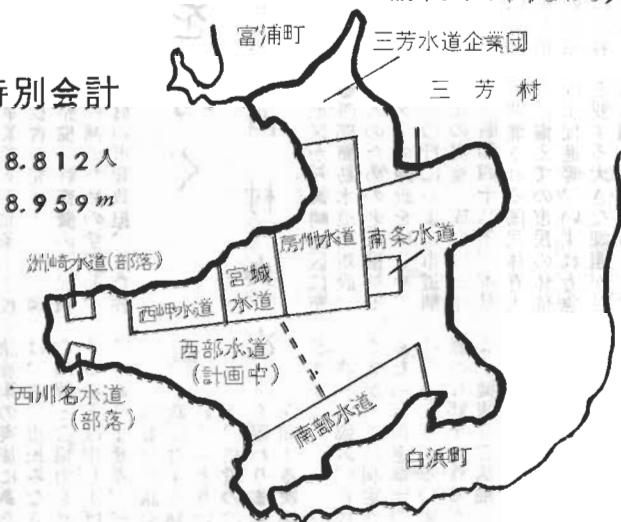 富浦町
三芳水道企業団
三芳村
特別会計
8.812人
8.959m
洲崎水道(部落)
西岬水道
宮城
水道
房州水道
南条水道
西部水道
(計画中)
西川名水道
(部落)
南部水道
白浜町